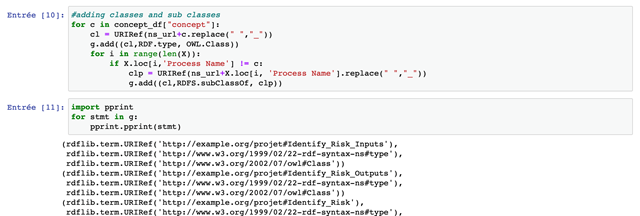 Entrée [10]: #adding classes and sub classes
for c in concept_df["concept"]:
cl = URIRef(ns_url+c.replace(" ","_"))
g.add((cl,RDF.type, OWL.Class))
for i in range(len(X)):
if X.loc[i,'Process Name'] != c:
clp = URIRef(ns_url+X.loc[i, 'Process Name'].replace(" ","_"))
g.add((cl,RDFS.subClassOf, clp))
Entrée [11]: import pprint
for stmt in g:
pprint.pprint(stmt)
(rdflib.term.URIRef('http://example.org/projet#Identify_Risk_Inputs'),
rdflib.term.URIRef('http://www.w3.org/1999/02/22-rdf-syntax-ns#type'),
rdflib.term.URIRef('http://www.w3.org/2002/07/owl#Class'))
(rdflib.term.URIRef('http://example.org/projet#Identify_Risk_Outputs'),
rdflib.term.URIRef('http://www.w3.org/1999/02/22-rdf-syntax-ns#type'),
rdflib.term.URIRef('http://www.w3.org/2002/07/owl#Class'))
(rdflib.term.URIRef('http://example.org/projet#Identify_Risk'),
rdflib.term.URIRef('http://www.w3.org/1999/02/22-rdf-syntax-ns#type'),